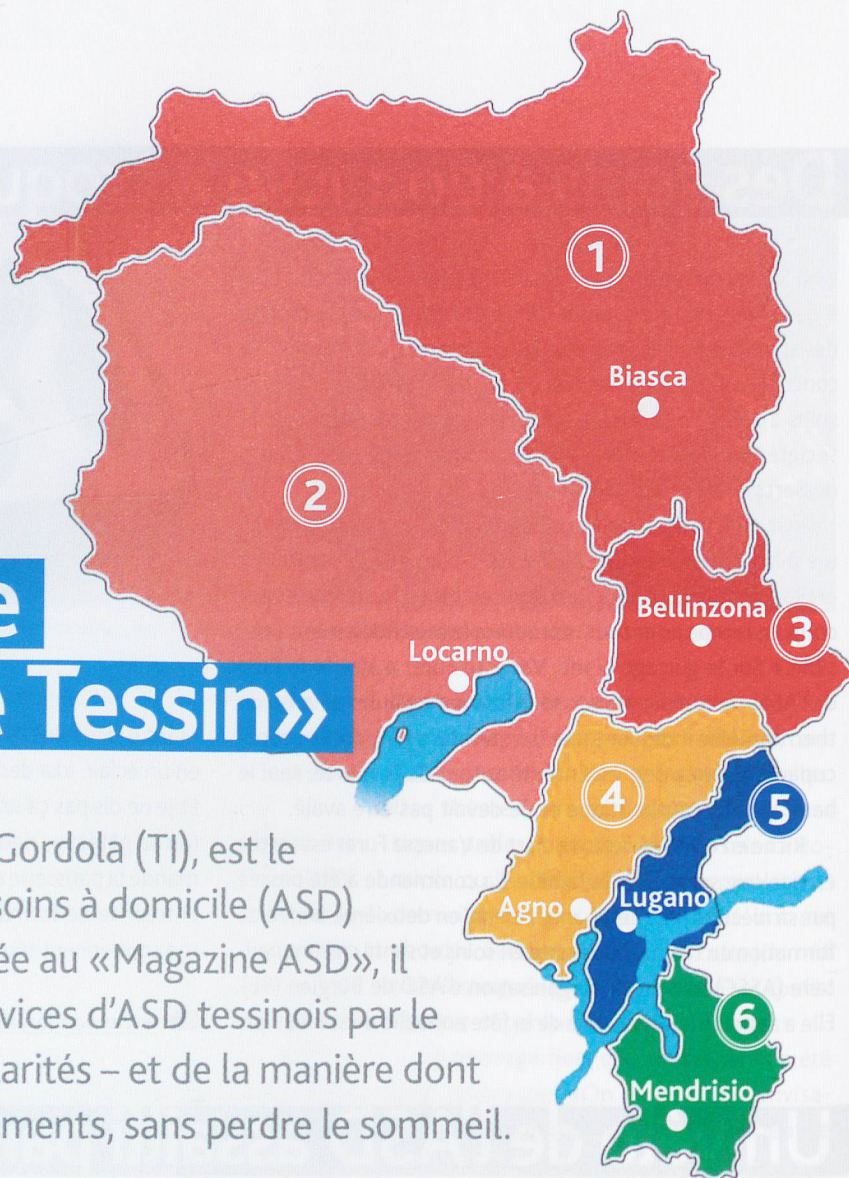 1
Biasca
2
Bellinzona
3
Locarno
e
Tessin»
4
5
Gordola (TI), est le
soins à domicile (ASD)
Agno
Lugano
ée au «Magazine ASD», il
vices d'ASD tessinois par le
arités – et de la manière dont
6
ments, sans perdre le sommeil.
Mendrisio